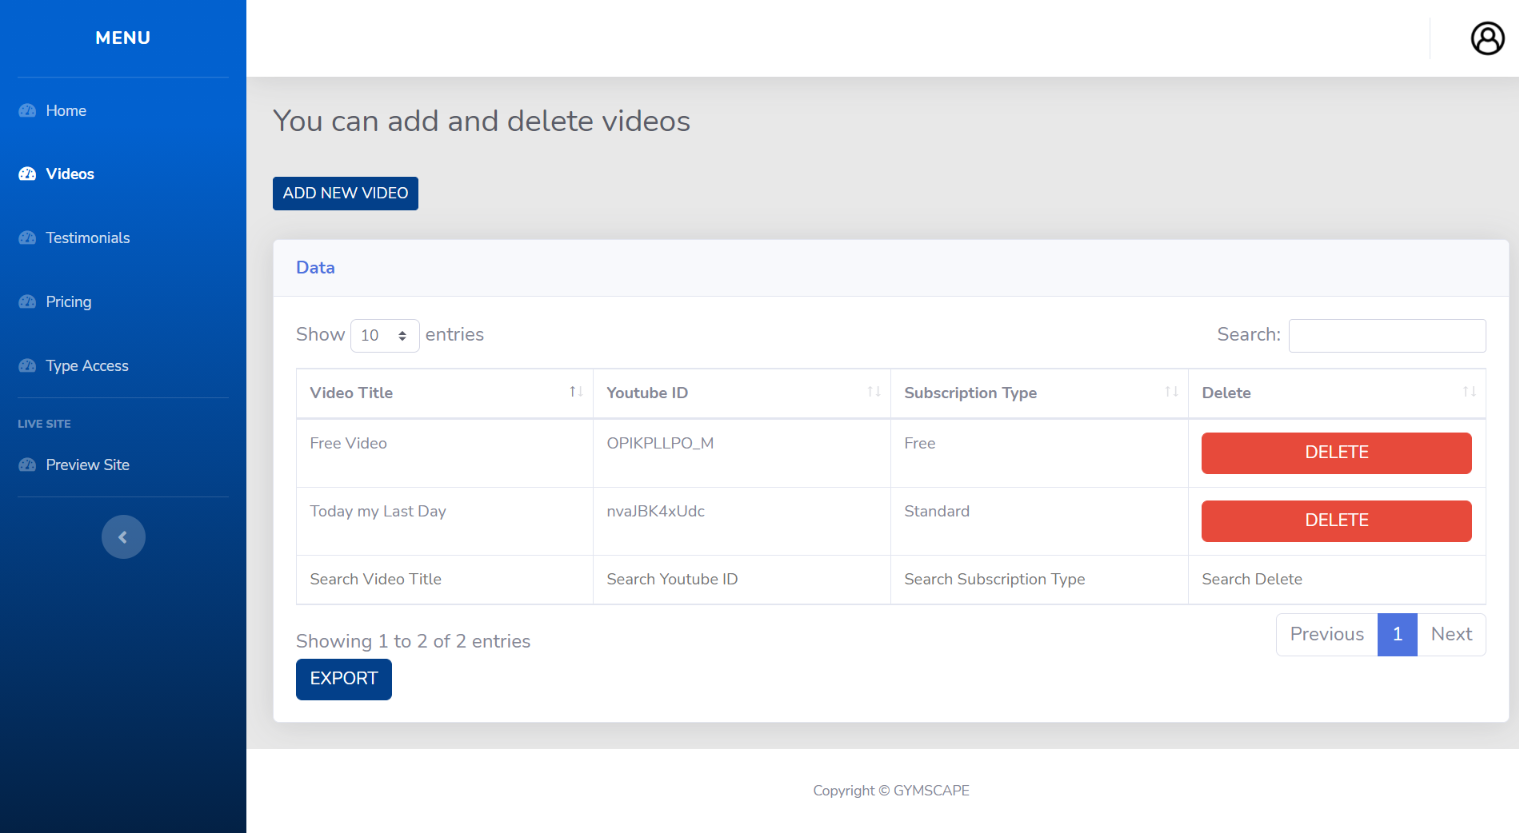 MENU
Home
Videos
Testimonials
Pricing
Type Access
LIVE SITE
Preview Site
You can add and delete videos
ADD NEW VIDEO
Data
Show 10 entries Search:
Video Title Youtube ID Subscription Type Delete
Free Video OPIKPLLPO_M Free DELETE
Today my Last Day nvaJBK4xUdc Standard DELETE
Search Video Title Search Youtube ID Search Subscription Type Search Delete
Showing 1 to 2 of 2 entries Previous 1 Next
EXPORT
Copyright © GYMSCAPE